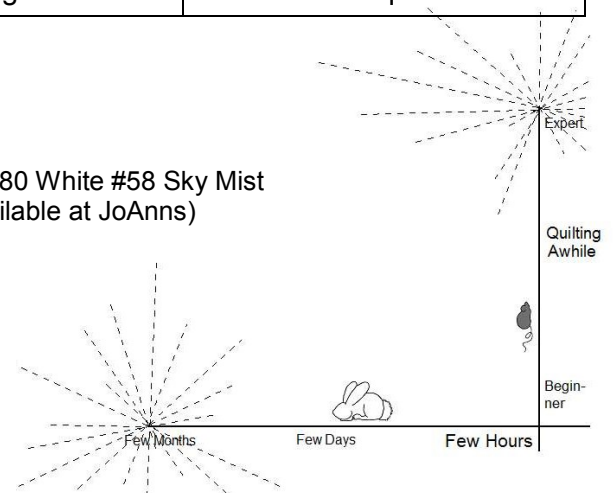 80 White #58 Sky Mist
ilable at JoAnns)
Expert
Quilting
Awhile
Begin-
ner
Few Months
Few Days
Few Hours